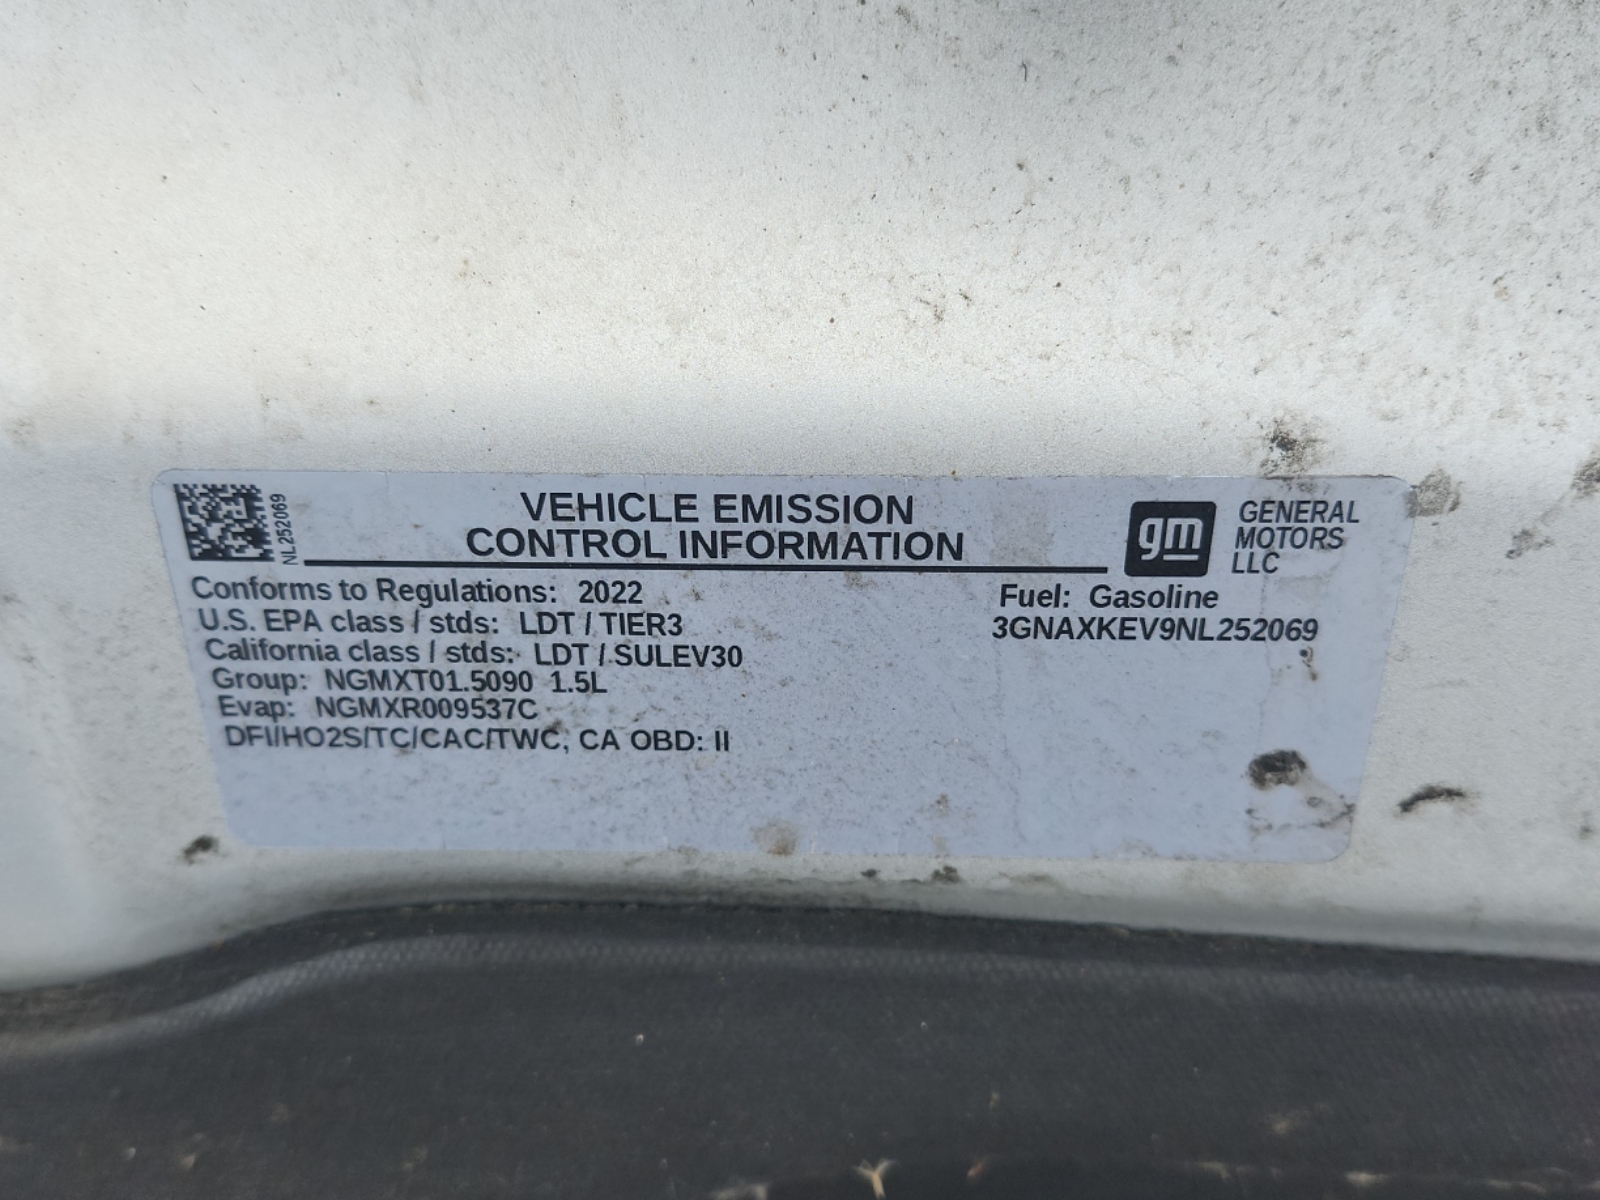 NL252069
VEHICLE EMISSION
CONTROL INFORMATION
gm
GENERAL
MOTORS
LLC
Conforms to Regulations: 2022
U.S. EPA class / stds: LDT / TIER3
California class / stds: LDT / SULEV30
Group: NGMXT01.5090 1.5L
Evap: NGMXR009537C
DFI/HO2S/TC/CAC/TWC, CA OBD: II
Fuel: Gasoline
3GNAXKEV9NL252069